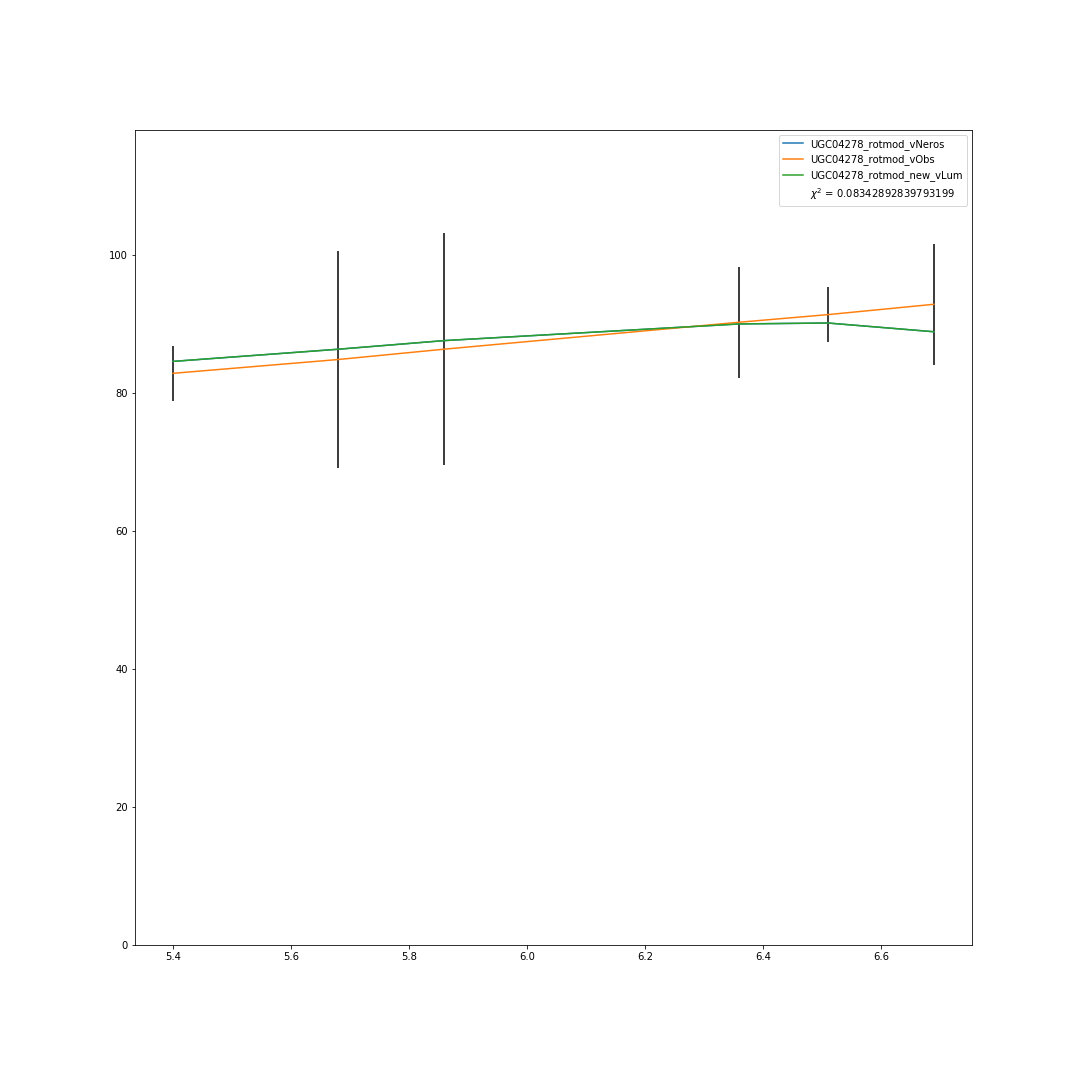 UGC04278_rotmod_vNeros
UGC04278_rotmod_vObs
UGC04278_rotmod_new_vLum
χ² = 0.08342892839793199
100
80
60
40
20
0
5.4 5.6 5.8 6.0 6.2 6.4 6.6